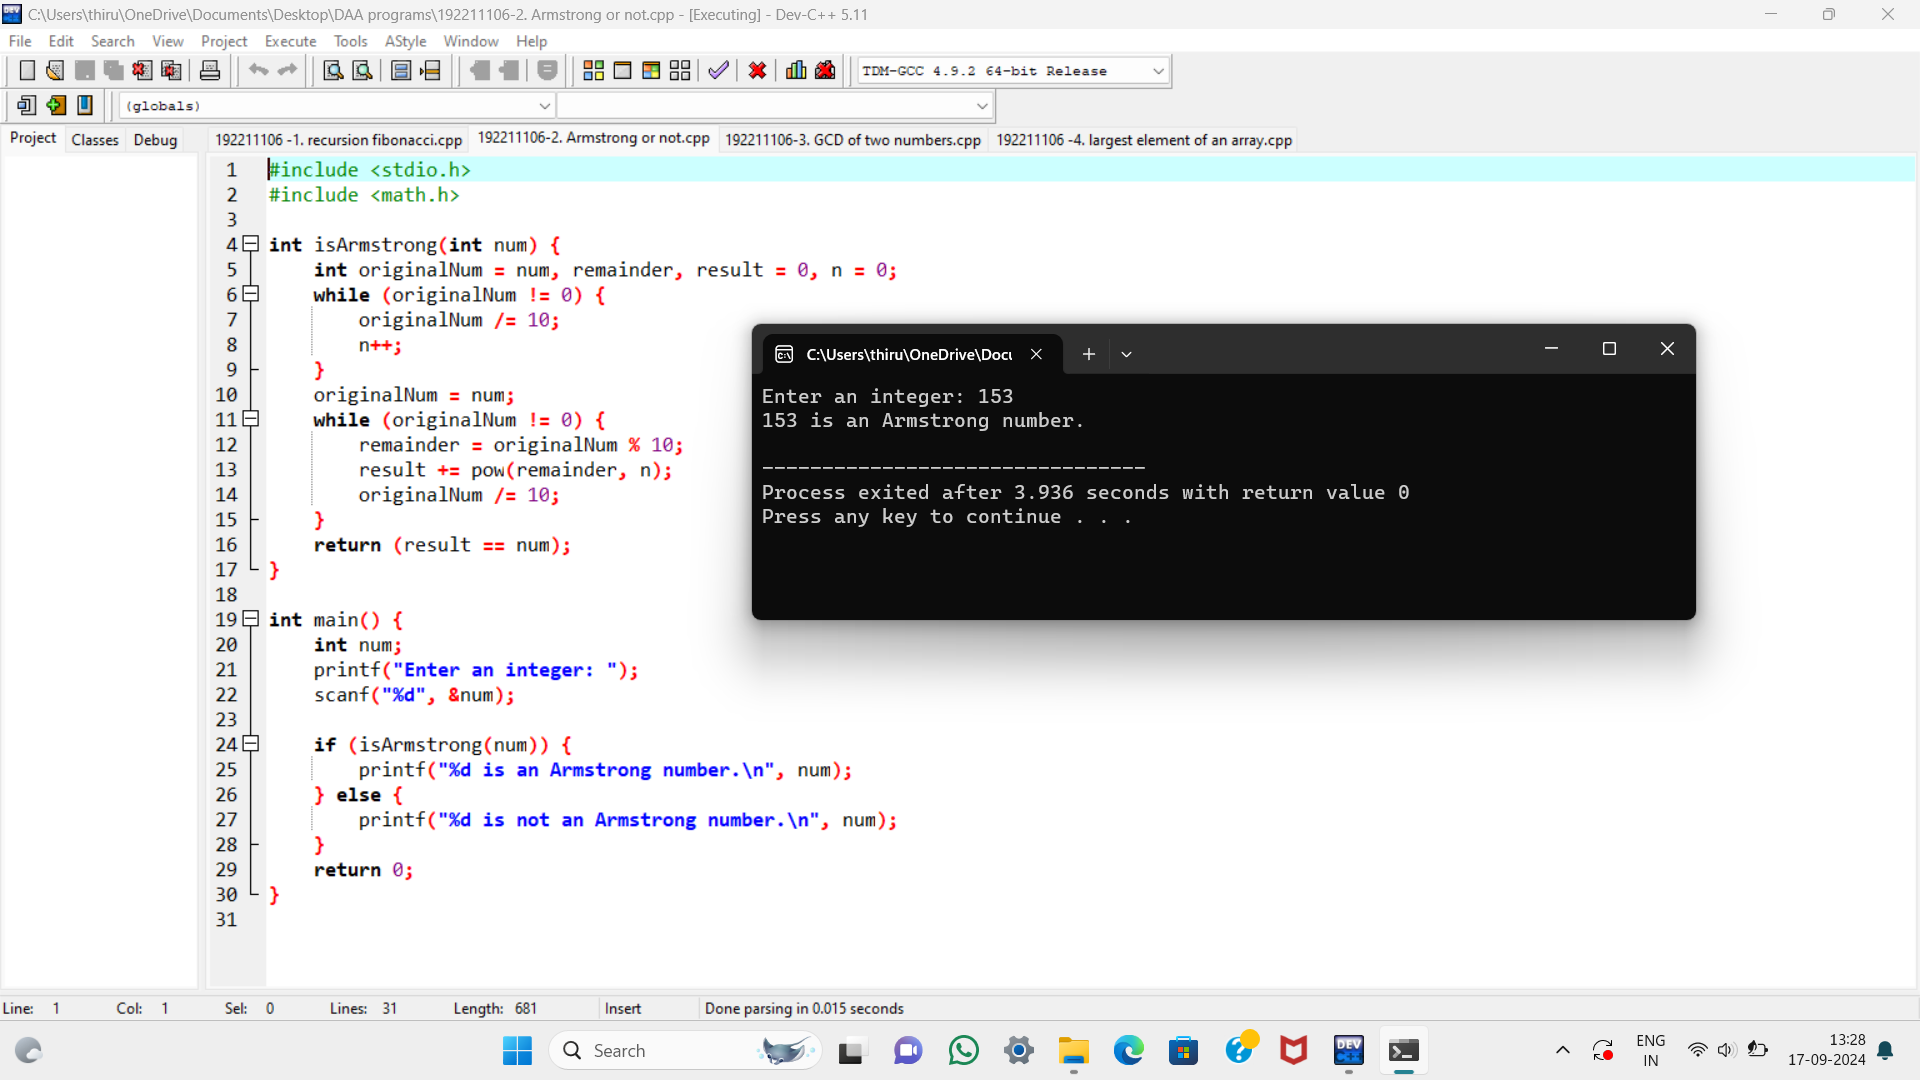 C:\Users\thiru\OneDrive\Documents\Desktop\DAA programs\192211106-2. Armstrong or not.cpp - [Executing] - Dev-C++ 5.11
File Edit Search View Project Execute Tools AStyle Window Help
TDM-GCC 4.9.2 64-bit Release
(globals)
Project Classes Debug
192211106 -1. recursion fibonacci.cpp 192211106-2. Armstrong or not.cpp 192211106-3. GCD of two numbers.cpp 192211106 -4. largest element of an array.cpp
1 #include <stdio.h>
2 #include <math.h>
3
4 int isArmstrong(int num) {
5 int originalNum = num, remainder, result = 0, n = 0;
6 while (originalNum != 0) {
7 originalNum /= 10;
8 n++;
9 }
10 originalNum = num;
11 while (originalNum != 0) {
12 remainder = originalNum % 10;
13 result += pow(remainder, n);
14 originalNum /= 10;
15 }
16 return (result == num);
17 }
18
19 int main() {
20 int num;
21 printf("Enter an integer: ");
22 scanf("%d", &num);
23
24 if (isArmstrong(num)) {
25 printf("%d is an Armstrong number.\n", num);
26 } else {
27 printf("%d is not an Armstrong number.\n", num);
28 }
29 return 0;
30 }
31
C:\Users\thiru\OneDrive\Docu
Enter an integer: 153
153 is an Armstrong number.
--------------------------------
Process exited after 3.936 seconds with return value 0
Press any key to continue . . .
Line: 1 Col: 1 Sel: 0 Lines: 31 Length: 681 Insert Done parsing in 0.015 seconds
Search
DEV C++
ENG
IN
13:28
17-09-2024